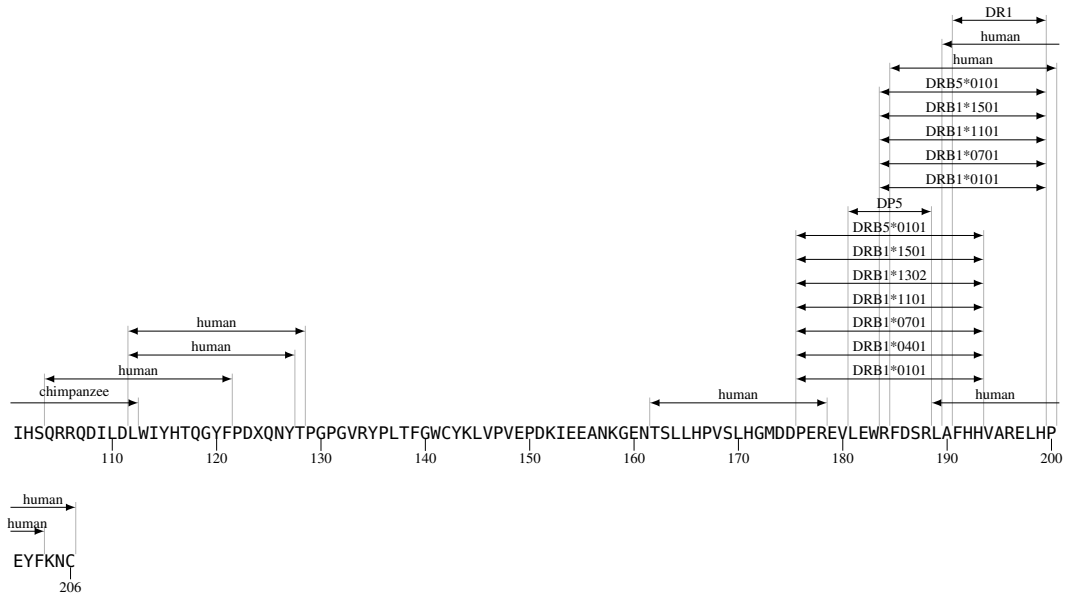 DR1
human
human
DRB5*0101
DRB1*1501
DRB1*1101
DRB1*0701
DRB1*0101
DP5
DRB5*0101
DRB1*1501
DRB1*1302
DRB1*1101
human DRB1*0701
human DRB1*0401
human DRB1*0101
chimpanzee human human
IHSQRRQDILDLWIYHTQGYFPDXQNYTPGPGVRYPLTFGWCYKLVPVEPDKIEEANKGENTSLLHPVSLHGMDDPEREVLEWRFDSRLAFHHVARELHP
110 120 130 140 150 160 170 180 190 200
human
human
EYFKNC
206